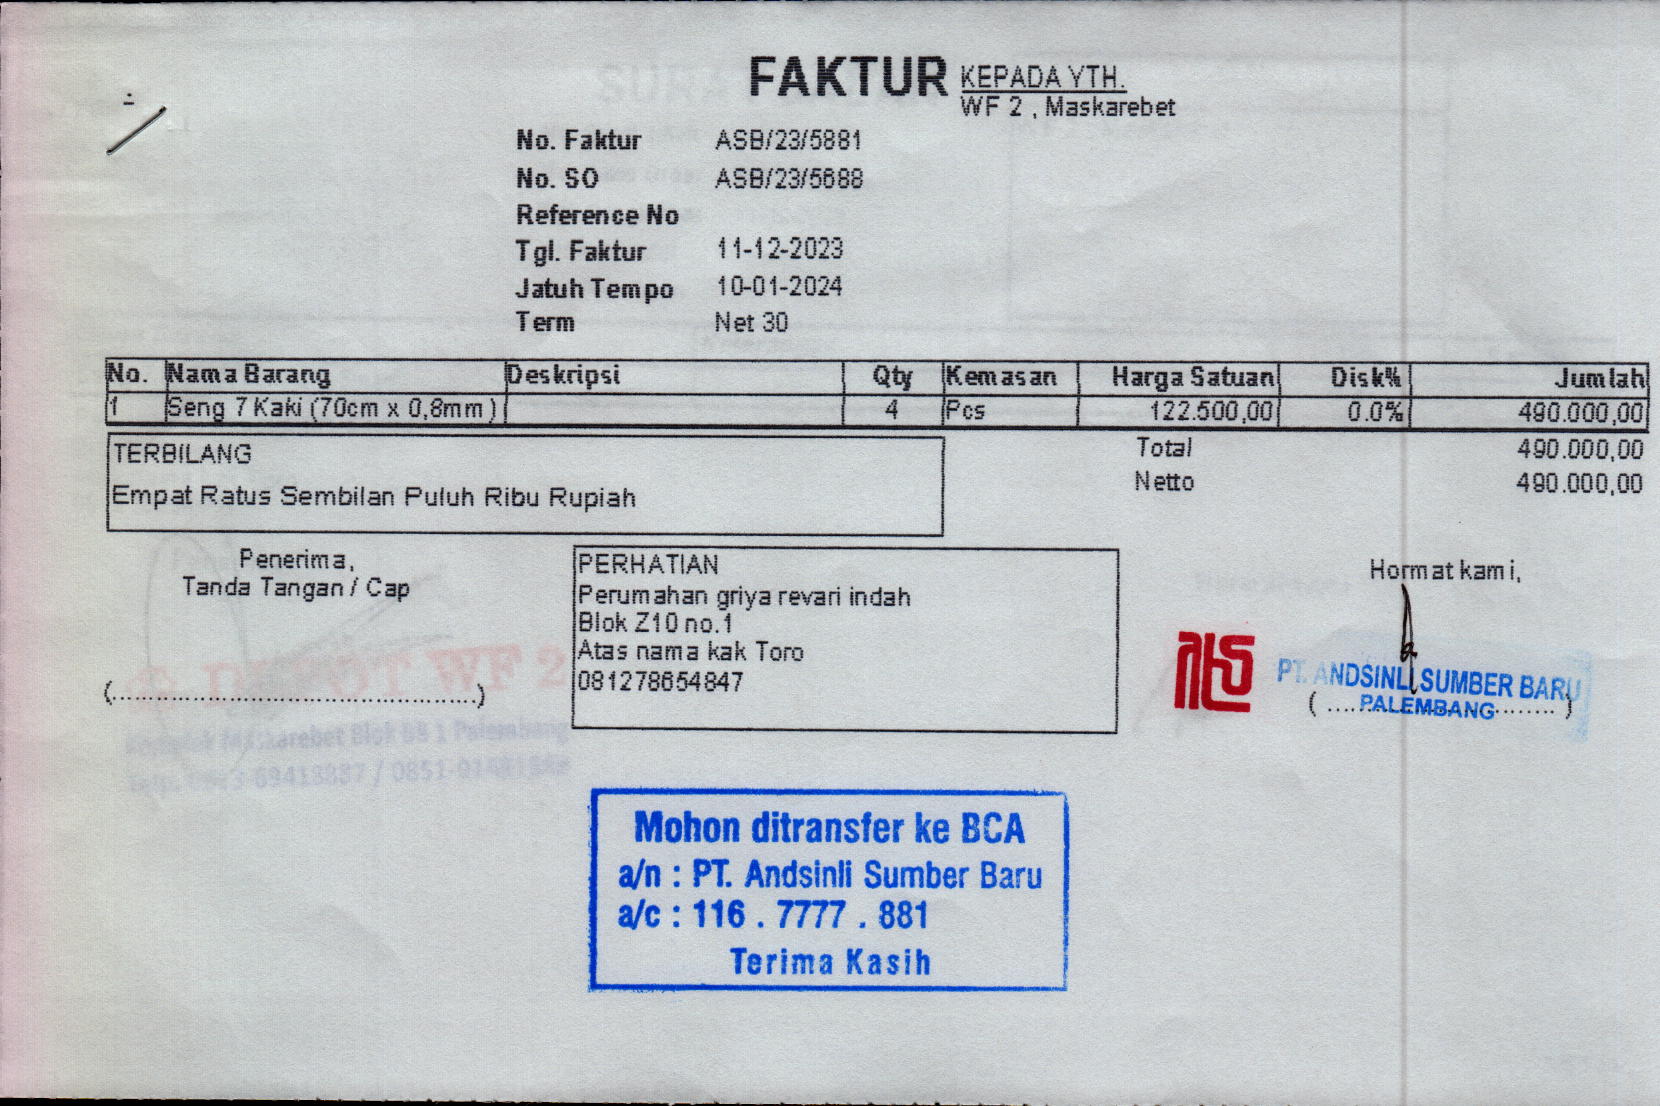 FAKTUR
KEPADA YTH.
WF 2 , Maskarebet
No. Faktur ASB/23/5881
No. SO ASB/23/5688
Reference No
Tgl. Faktur 11-12-2023
Jatuh Tempo 10-01-2024
Term Net 30
No. Nama Barang Deskripsi Qty Kemasan Harga Satuan Disk% Jumlah
1 Seng 7 Kaki (70cm x 0,8mm) 4 Pcs 122.500,00 0.0% 490.000,00
Total 490.000,00
Netto 490.000,00
TERBILANG
Empat Ratus Sembilan Puluh Ribu Rupiah
Penerima,
Tanda Tangan / Cap
(......................................................)
PERHATIAN
Perumahan griya revari indah
Blok Z10 no.1
Atas nama kak Toro
081278654847
Hormat kami,
PT. ANDSINLI SUMBER BARU
PALEMBANG
DEPOT WF 2
Mohon ditransfer ke BCA
a/n : PT. Andsinli Sumber Baru
a/c : 116 . 7777 . 881
Terima Kasih